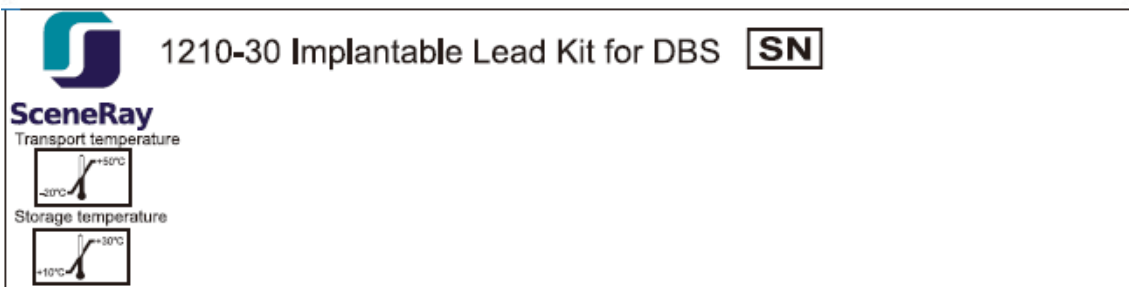 1210-30 Implantable Lead Kit for DBS SN
SceneRay
Transport temperature
+50°C
-20°C
Storage temperature
+30°C
+10°C